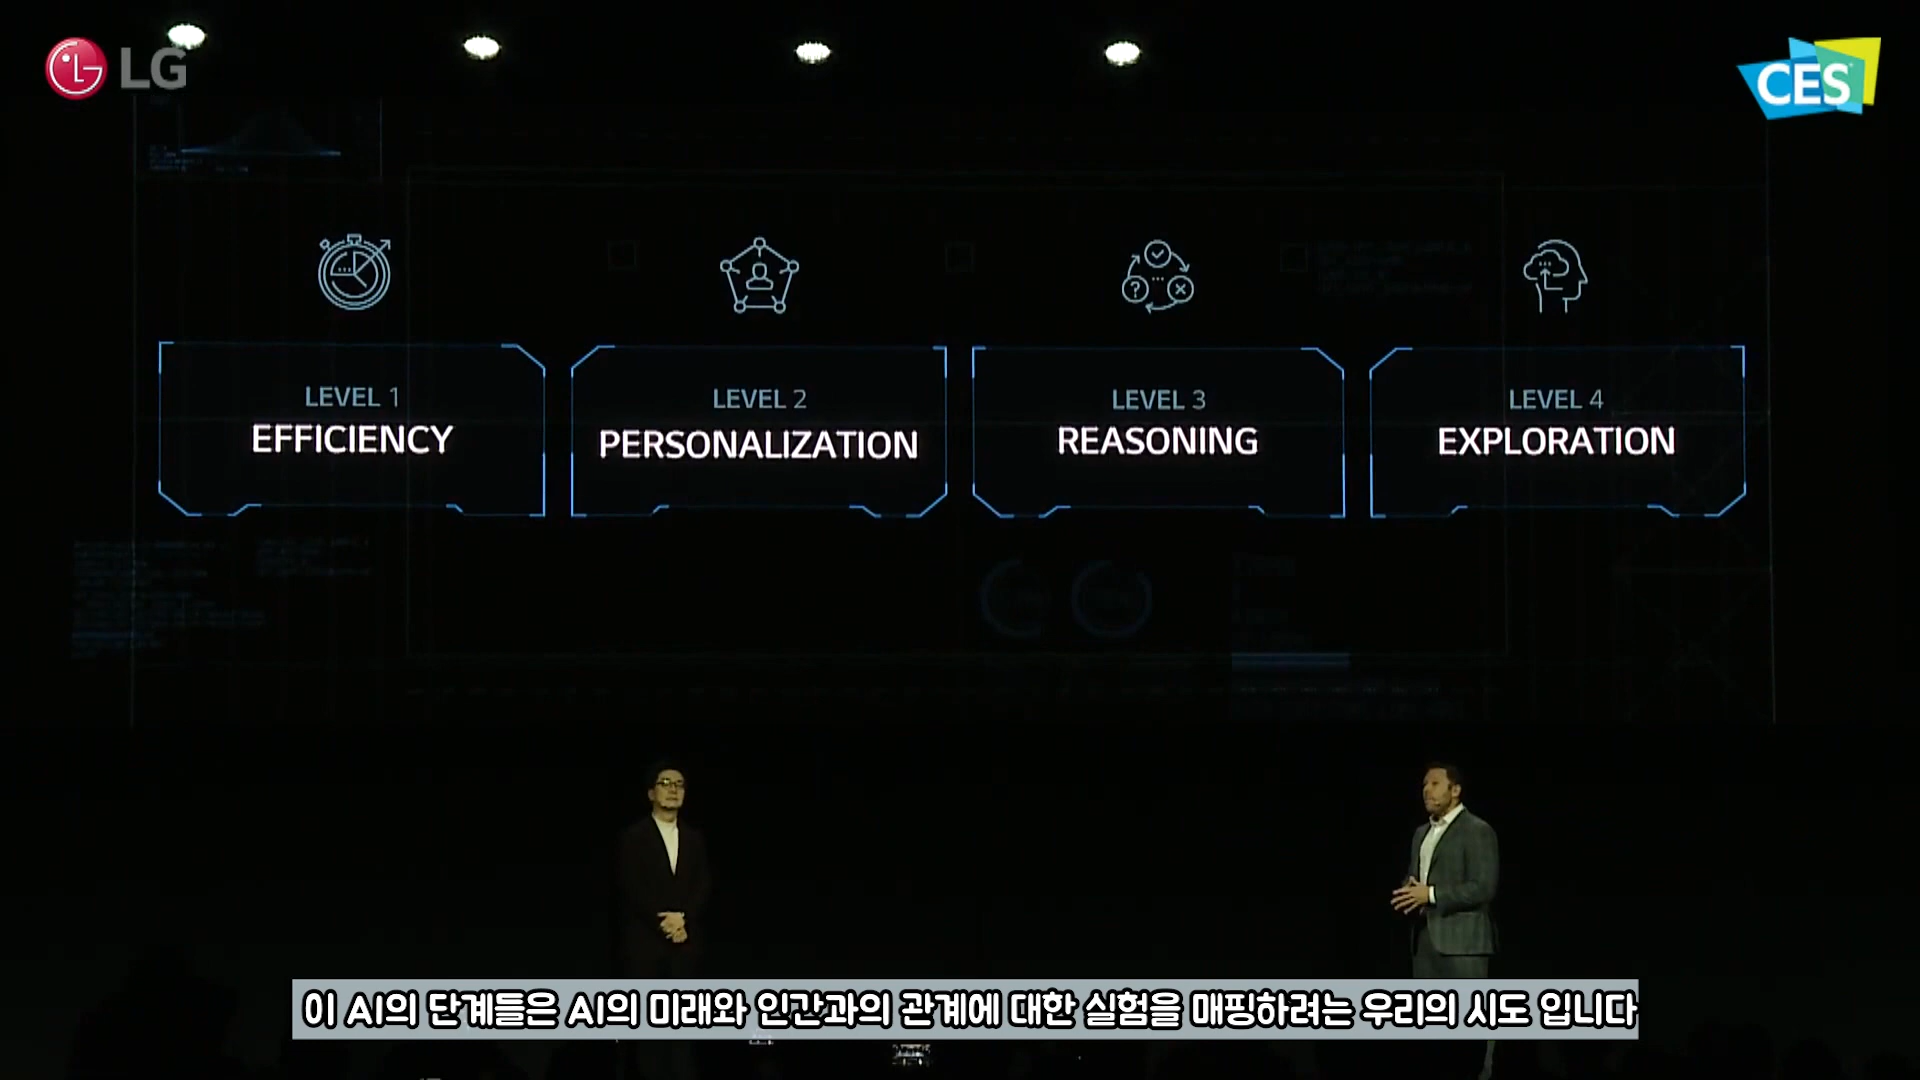 LG
CES
LEVEL 1
EFFICIENCY
LEVEL 2
PERSONALIZATION
LEVEL 3
REASONING
LEVEL 4
EXPLORATION
이 AI의 단계들은 AI의 미래와 인간과의 관계에 대한 실험을 매핑하려는 우리의 시도 입니다